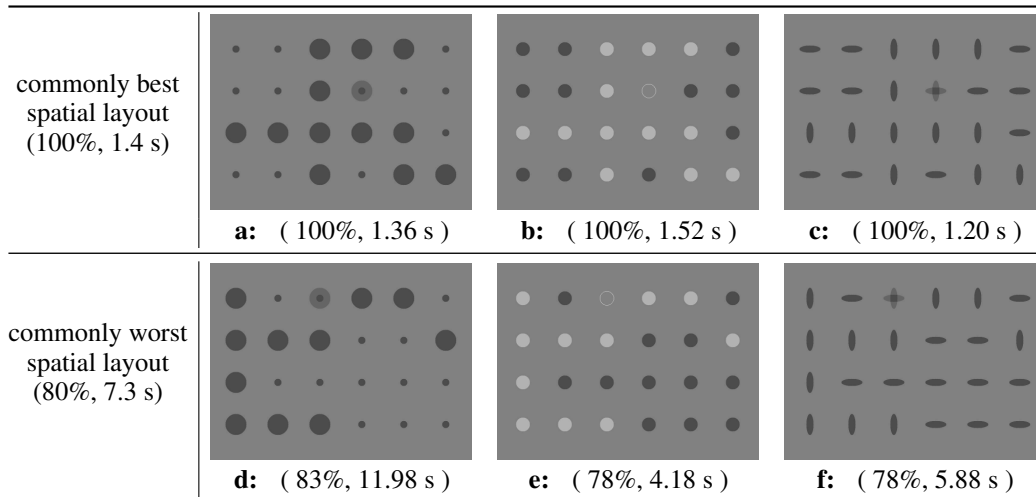 commonly best
spatial layout
(100%, 1.4 s)
a: ( 100%, 1.36 s )
b: ( 100%, 1.52 s )
c: ( 100%, 1.20 s )
commonly worst
spatial layout
(80%, 7.3 s)
d: ( 83%, 11.98 s )
e: ( 78%, 4.18 s )
f: ( 78%, 5.88 s )